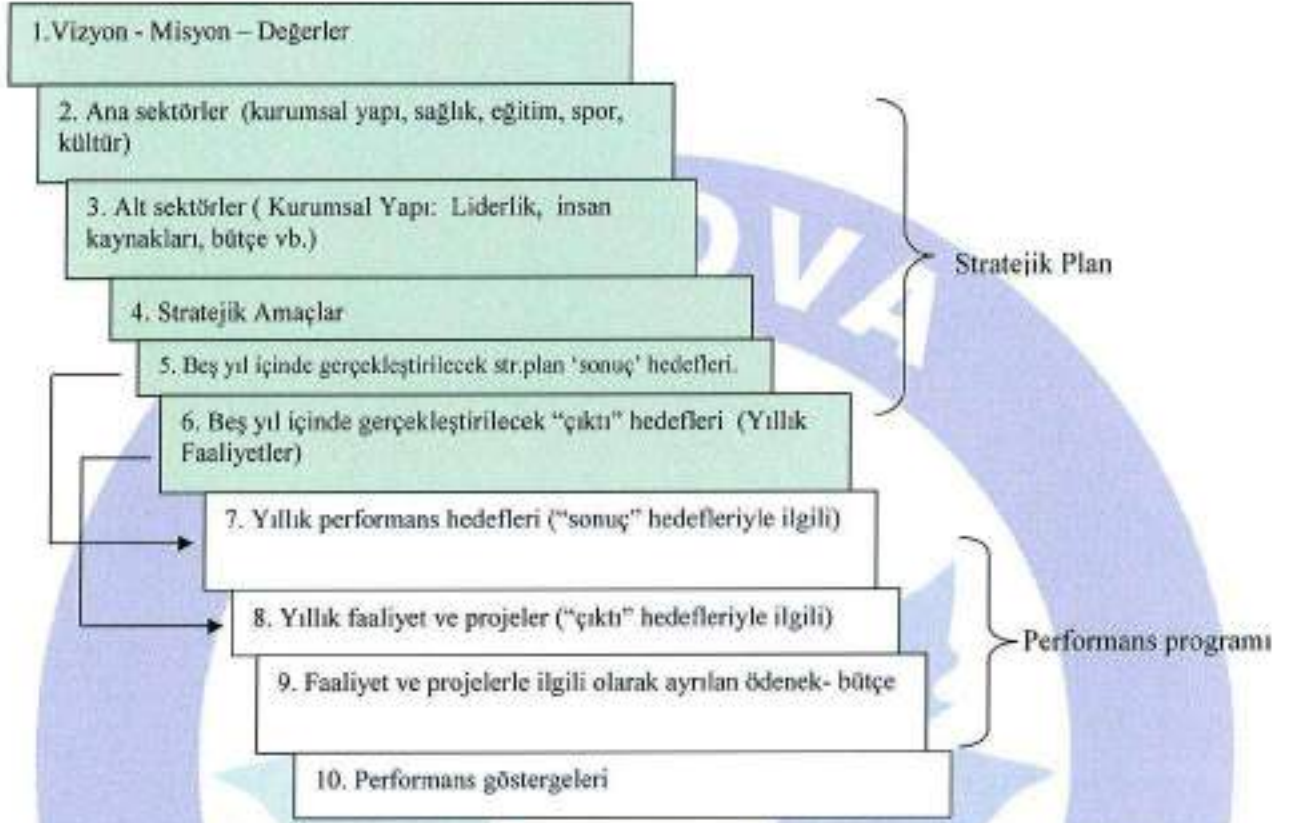 1.Vizyon - Misyon – Değerler
2. Ana sektörler (kurumsal yapı, sağlık, eğitim, spor,
kültür)
3. Alt sektörler ( Kurumsal Yapı: Liderlik, insan
kaynakları, bütçe vb.)
4. Stratejik Amaçlar
5. Beş yıl içinde gerçekleştirilecek str.plan ‘sonuç’ hedefleri.
6. Beş yıl içinde gerçekleştirilecek “çıktı” hedefleri (Yıllık
Faaliyetler)
Stratejik Plan
7. Yıllık performans hedefleri (“sonuç” hedefleriyle ilgili)
8. Yıllık faaliyet ve projeler (“çıktı” hedefleriyle ilgili)
9. Faaliyet ve projelerle ilgili olarak ayrılan ödenek- bütçe
10. Performans göstergeleri
Performans programı
OVA